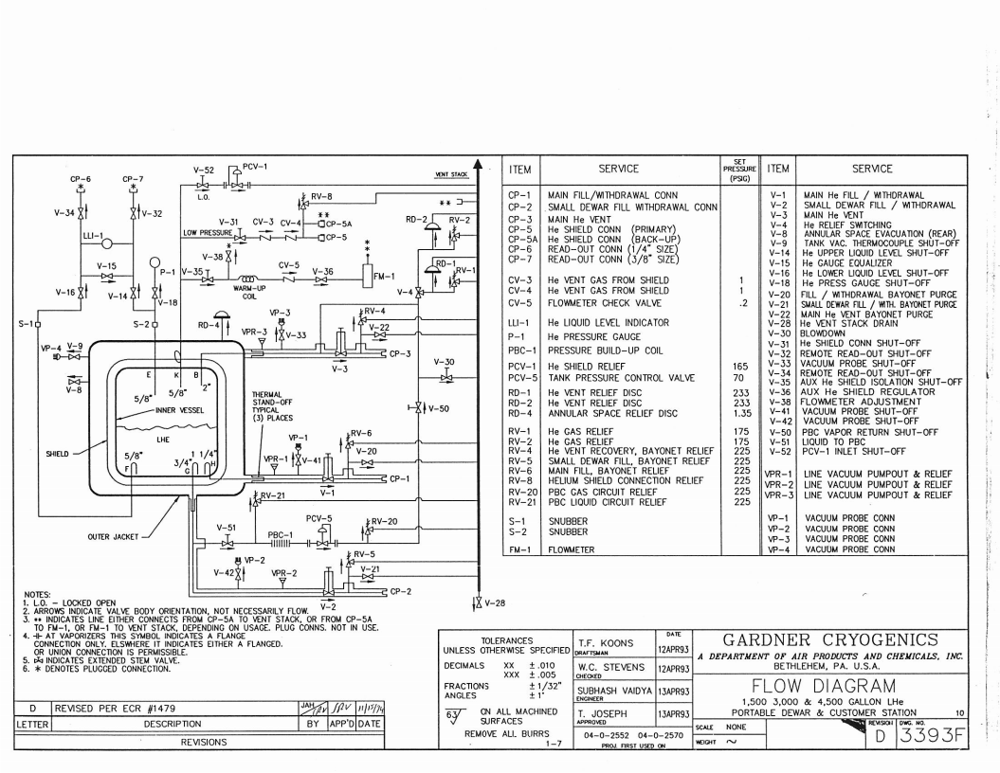 CP-6
CP-7
*
*
V-34
V-32
LLI-1
V-15
P-1
V-16
V-14
V-18
S-1
S-2
V-52
PCV-1
L.O.
RV-8
V-31
CV-3
CV-4
**
CP-5A
CP-5
LOW PRESSURE
*
V-38
CV-5
*
*
V-35
V-36
FM-1
WARM-UP
COIL
VENT STACK
**
RD-2
RV-2
RD-1
RV-1
V-4
RD-4
VP-3
VPR-3
V-33
RV-4
V-22
CP-3
V-3
V-30
V-50
VP-4
V-9
V-8
E
K
B
5/8"
5/8"
2"
INNER VESSEL
LHE
SHIELD
5/8"
F
3/4"
G
1 1/4"
H
THERMAL
STAND-OFF
TYPICAL
(3) PLACES
VP-1
VPR-1
V-41
RV-6
V-20
CP-1
V-1
RV-21
OUTER JACKET
V-51
PBC-1
PCV-5
RV-20
VP-2
V-42
VPR-2
RV-5
V-21
CP-2
V-2
V-28
NOTES:
1. L.O. - LOCKED OPEN
2. ARROWS INDICATE VALVE BODY ORIENTATION, NOT NECESSARILY FLOW.
3. ** INDICATES LINE EITHER CONNECTS FROM CP-5A TO VENT STACK, OR FROM CP-5A
TO FM-1, OR FM-1 TO VENT STACK, DEPENDING ON USAGE. PLUG CONNS. NOT IN USE.
4. AT VAPORIZERS THIS SYMBOL INDICATES A FLANGE
CONNECTION ONLY, ELSWHERE IT INDICATES EITHER A FLANGED.
OR UNION CONNECTION IS PERMISSIBLE.
5. INDICATES EXTENDED STEM VALVE.
6. * DENOTES PLUGGED CONNECTION.
ITEM SERVICE SET PRESSURE (PSIG)
CP-1 MAIN FILL/WITHDRAWAL CONN
CP-2 SMALL DEWAR FILL WITHDRAWAL CONN
CP-3 MAIN He VENT
CP-5 He SHIELD CONN (PRIMARY)
CP-5A He SHIELD CONN (BACK-UP)
CP-6 READ-OUT CONN (1/4" SIZE)
CP-7 READ-OUT CONN (3/8" SIZE)
CV-3 He VENT GAS FROM SHIELD 1
CV-4 He VENT GAS FROM SHIELD 1
CV-5 FLOWMETER CHECK VALVE .2
LLI-1 He LIQUID LEVEL INDICATOR
P-1 He PRESSURE GAUGE
PBC-1 PRESSURE BUILD-UP COIL
PCV-1 He SHIELD RELIEF 165
PCV-5 TANK PRESSURE CONTROL VALVE 70
RD-1 He VENT RELIEF DISC 233
RD-2 He VENT RELIEF DISC 233
RD-4 ANNULAR SPACE RELIEF DISC 1.35
RV-1 He GAS RELIEF 175
RV-2 He GAS RELIEF 175
RV-4 He VENT RECOVERY, BAYONET RELIEF 225
RV-5 SMALL DEWAR FILL, BAYONET RELIEF 225
RV-6 MAIN FILL, BAYONET RELIEF 225
RV-8 HELIUM SHIELD CONNECTION RELIEF 225
RV-20 PBC GAS CIRCUIT RELIEF 225
RV-21 PBC LIQUID CIRCUIT RELIEF 225
S-1 SNUBBER
S-2 SNUBBER
FM-1 FLOWMETER
ITEM SERVICE
V-1 MAIN He FILL / WITHDRAWAL
V-2 SMALL DEWAR FILL / WITHDRAWAL
V-3 MAIN He VENT
V-4 He RELIEF SWITCHING
V-8 ANNULAR SPACE EVACUATION (REAR)
V-9 TANK VAC. THERMOCOUPLE SHUT-OFF
V-14 He UPPER LIQUID LEVEL SHUT-OFF
V-15 He GAUGE EQUALIZER
V-16 He LOWER LIQUID LEVEL SHUT-OFF
V-18 He PRESS GAUGE SHUT-OFF
V-20 FILL / WITHDRAWAL BAYONET PURGE
V-21 SMALL DEWAR FILL / WITH. BAYONET PURGE
V-22 MAIN He VENT BAYONET PURGE
V-28 He VENT STACK DRAIN
V-30 BLOWDOWN
V-31 He SHIELD CONN SHUT-OFF
V-32 REMOTE READ-OUT SHUT-OFF
V-33 VACUUM PROBE SHUT-OFF
V-34 REMOTE READ-OUT SHUT-OFF
V-35 AUX He SHIELD ISOLATION SHUT-OFF
V-36 AUX He SHIELD REGULATOR
V-38 FLOWMETER ADJUSTMENT
V-41 VACUUM PROBE SHUT-OFF
V-42 VACUUM PROBE SHUT-OFF
V-50 PBC VAPOR RETURN SHUT-OFF
V-51 LIQUID TO PBC
V-52 PCV-1 INLET SHUT-OFF
VPR-1 LINE VACUUM PUMPOUT & RELIEF
VPR-2 LINE VACUUM PUMPOUT & RELIEF
VPR-3 LINE VACUUM PUMPOUT & RELIEF
VP-1 VACUUM PROBE CONN
VP-2 VACUUM PROBE CONN
VP-3 VACUUM PROBE CONN
VP-4 VACUUM PROBE CONN
D REVISED PER ECR #1479 JAH
LETTER DESCRIPTION BY APP'D DATE
REVISIONS
TOLERANCES
UNLESS OTHERWISE SPECIFIED
DECIMALS XX ± .010
XXX ± .005
FRACTIONS ± 1/32"
ANGLES ± 1°
63 ON ALL MACHINED
SURFACES
REMOVE ALL BURRS
1-7
DATE
T.F. KOONS 12APR93
DRAFTSMAN
W.C. STEVENS 12APR93
CHECKED
SUBHASH VAIDYA 13APR93
ENGINEER
T. JOSEPH 13APR93
APPROVED
04-0-2552 04-0-2570
PROJ. FIRST USED ON
GARDNER CRYOGENICS
A DEPARTMENT OF AIR PRODUCTS AND CHEMICALS, INC.
BETHLEHEM, PA. U.S.A.
FLOW DIAGRAM
1,500 3,000 & 4,500 GALLON LHe
PORTABLE DEWAR & CUSTOMER STATION 10
SCALE NONE
WEIGHT ~
REVISION D
DWG. NO. 3393F